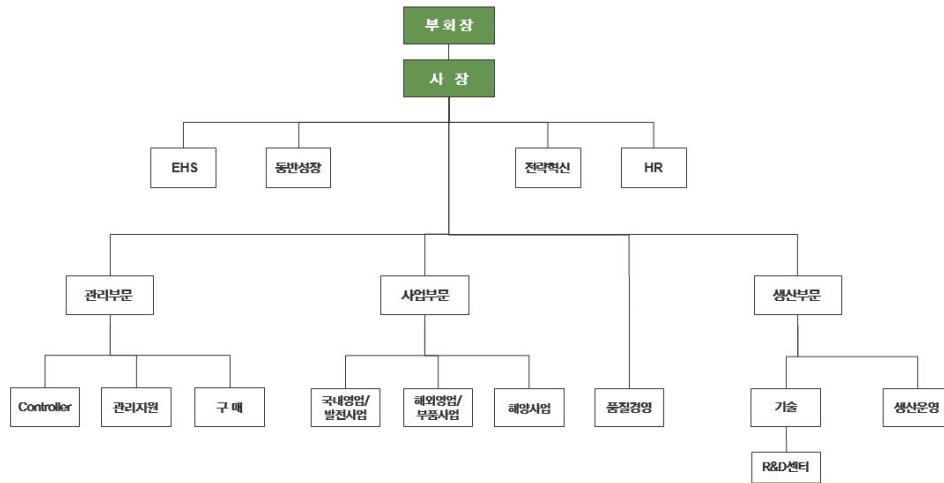 부회장
사 장
EHS
동반성장
전략혁신
HR
관리부문
사업부문
생산부문
Controller
관리지원
구 매
국내영업/
발전사업
해외영업/
부품사업
해양사업
품질경영
기술
생산운영
R&D센터